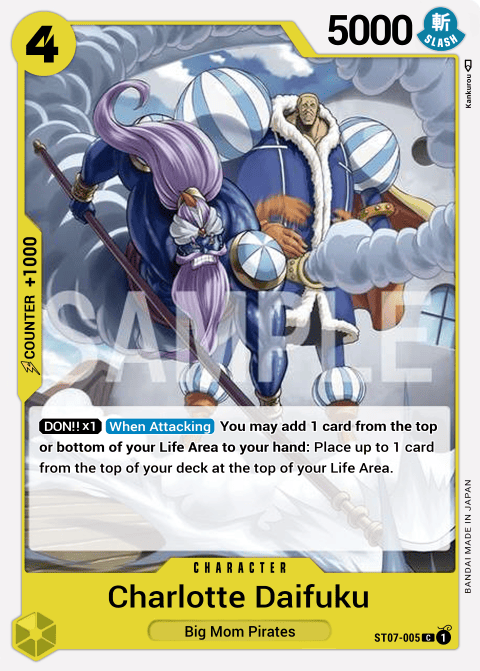 4
5000
斬
SLASH
Kankurou
COUNTER +1000
SAMPLE
DON!!x1 When Attacking You may add 1 card from the top
or bottom of your Life Area to your hand: Place up to 1 card
from the top of your deck at the top of your Life Area.
BANDAI MADE IN JAPAN
CHARACTER
Charlotte Daifuku
Big Mom Pirates
ST07-005 C 1